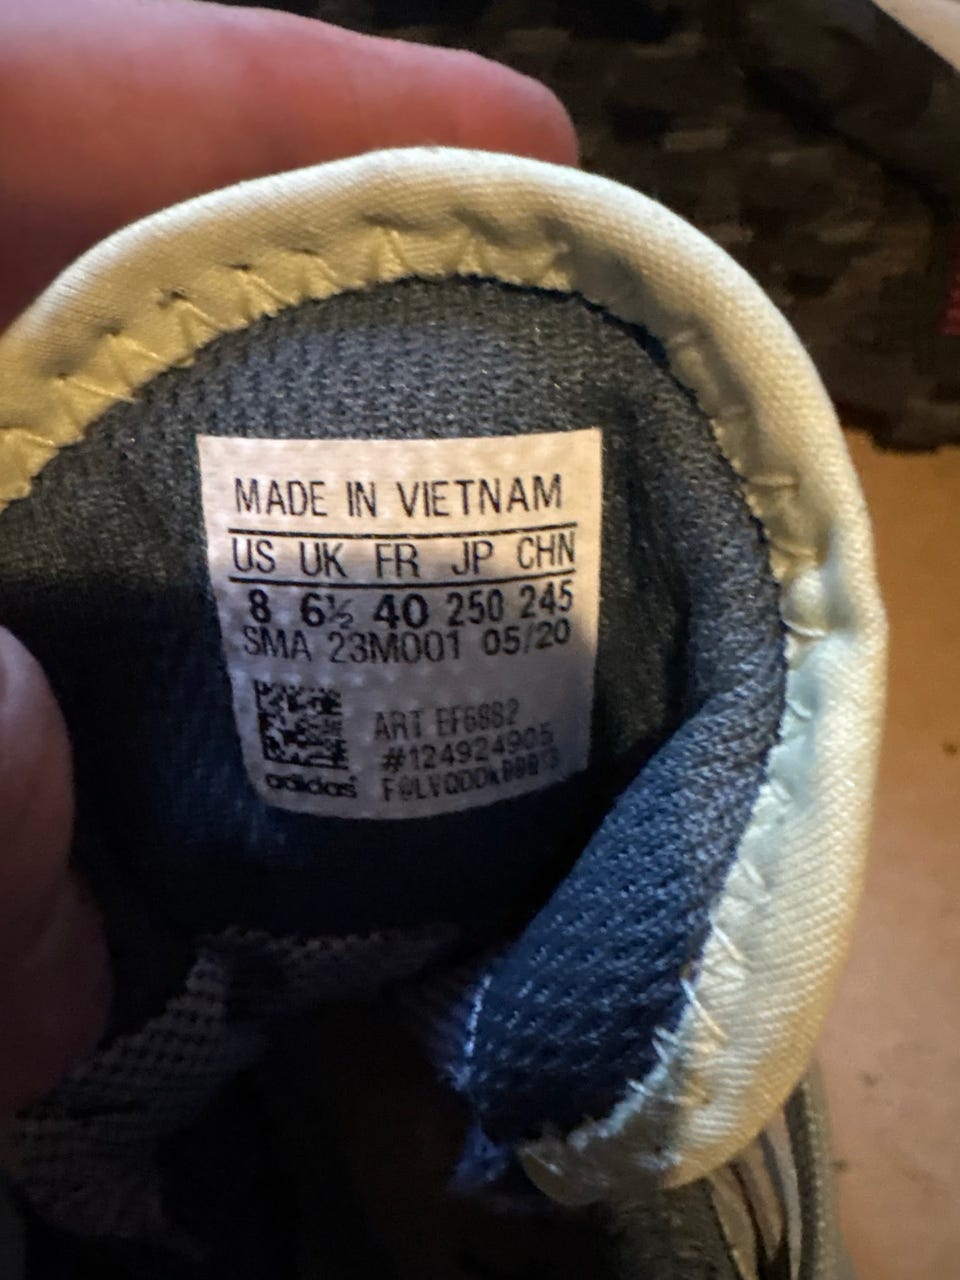 MADE IN VIETNAM
US UK FR JP CHN
8 6½ 40 250 245
SMA 23M001 05/20
ART EF6882
#124924905
adidas